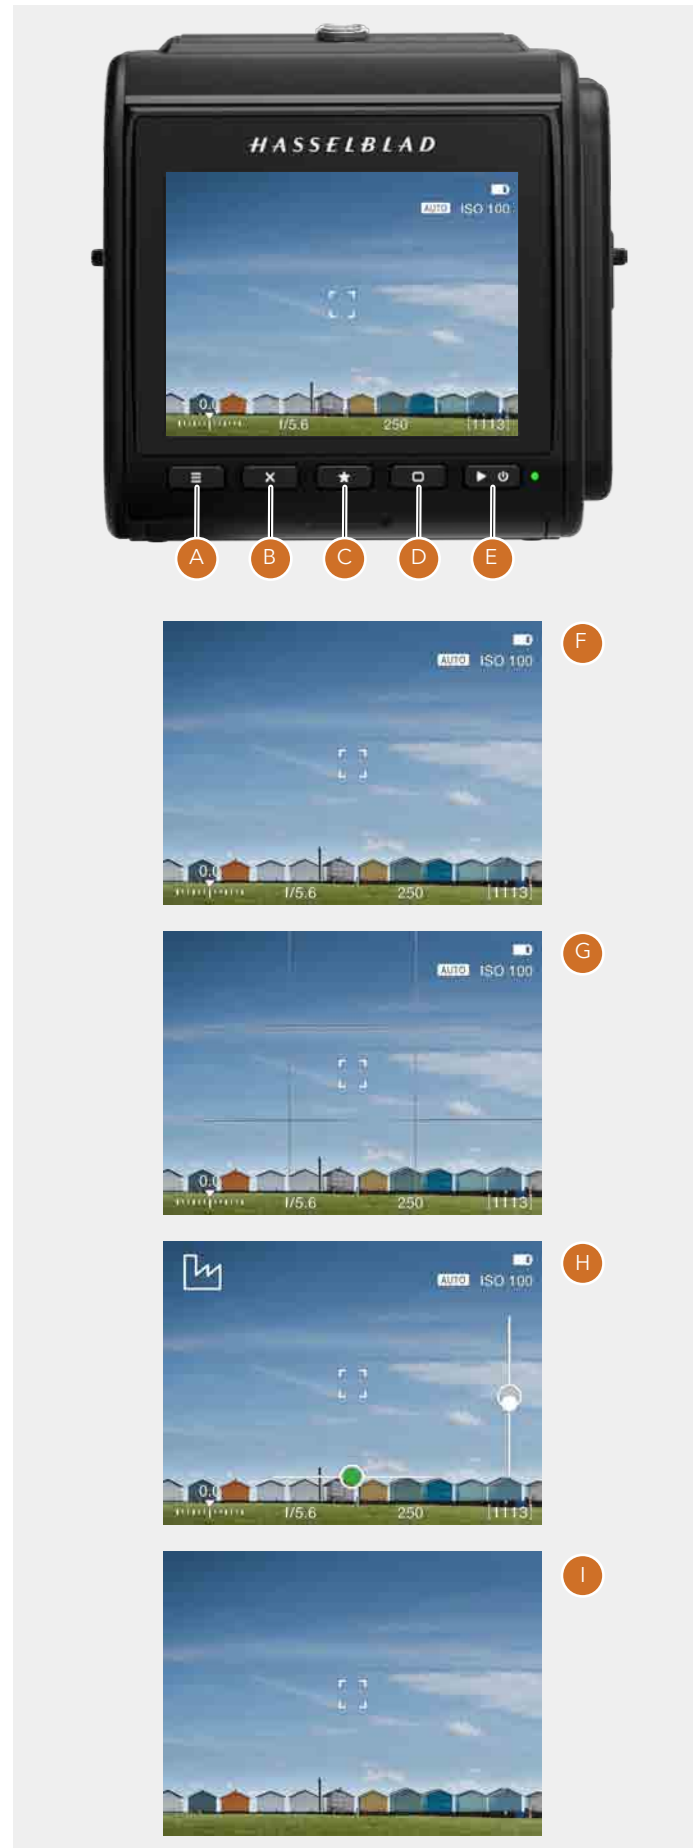 HASSELBLAD
AUTO ISO 100
0.0
f/5.6 250 [1113]
A B C D E
F
AUTO ISO 100
0.0
f/5.6 250 [1113]
G
AUTO ISO 100
0.0
f/5.6 250 [1113]
H
AUTO ISO 100
0.0
f/5.6 250 [1113]
I